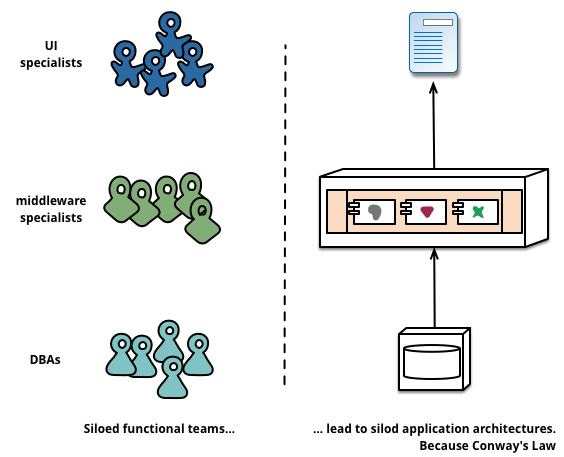 UI
specialists
middleware
specialists
DBAs
Siloed functional teams...
... lead to silod application architectures.
Because Conway's Law